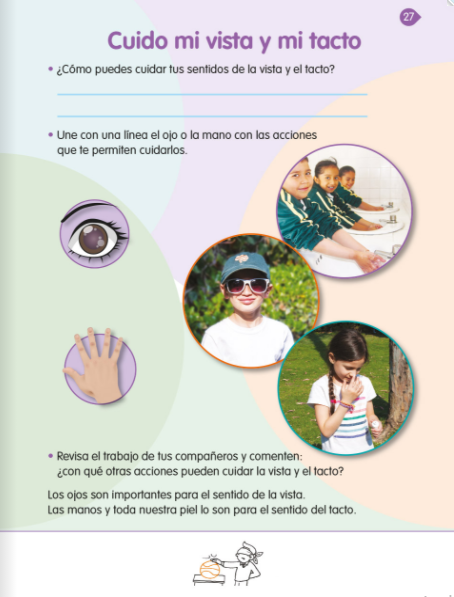 27
Cuido mi vista y mi tacto
• ¿Cómo puedes cuidar tus sentidos de la vista y el tacto?
• Une con una línea el ojo o la mano con las acciones
que te permiten cuidarlos.
• Revisa el trabajo de tus compañeros y comenten:
¿con qué otras acciones pueden cuidar la vista y el tacto?
Los ojos son importantes para el sentido de la vista.
Las manos y toda nuestra piel lo son para el sentido del tacto.